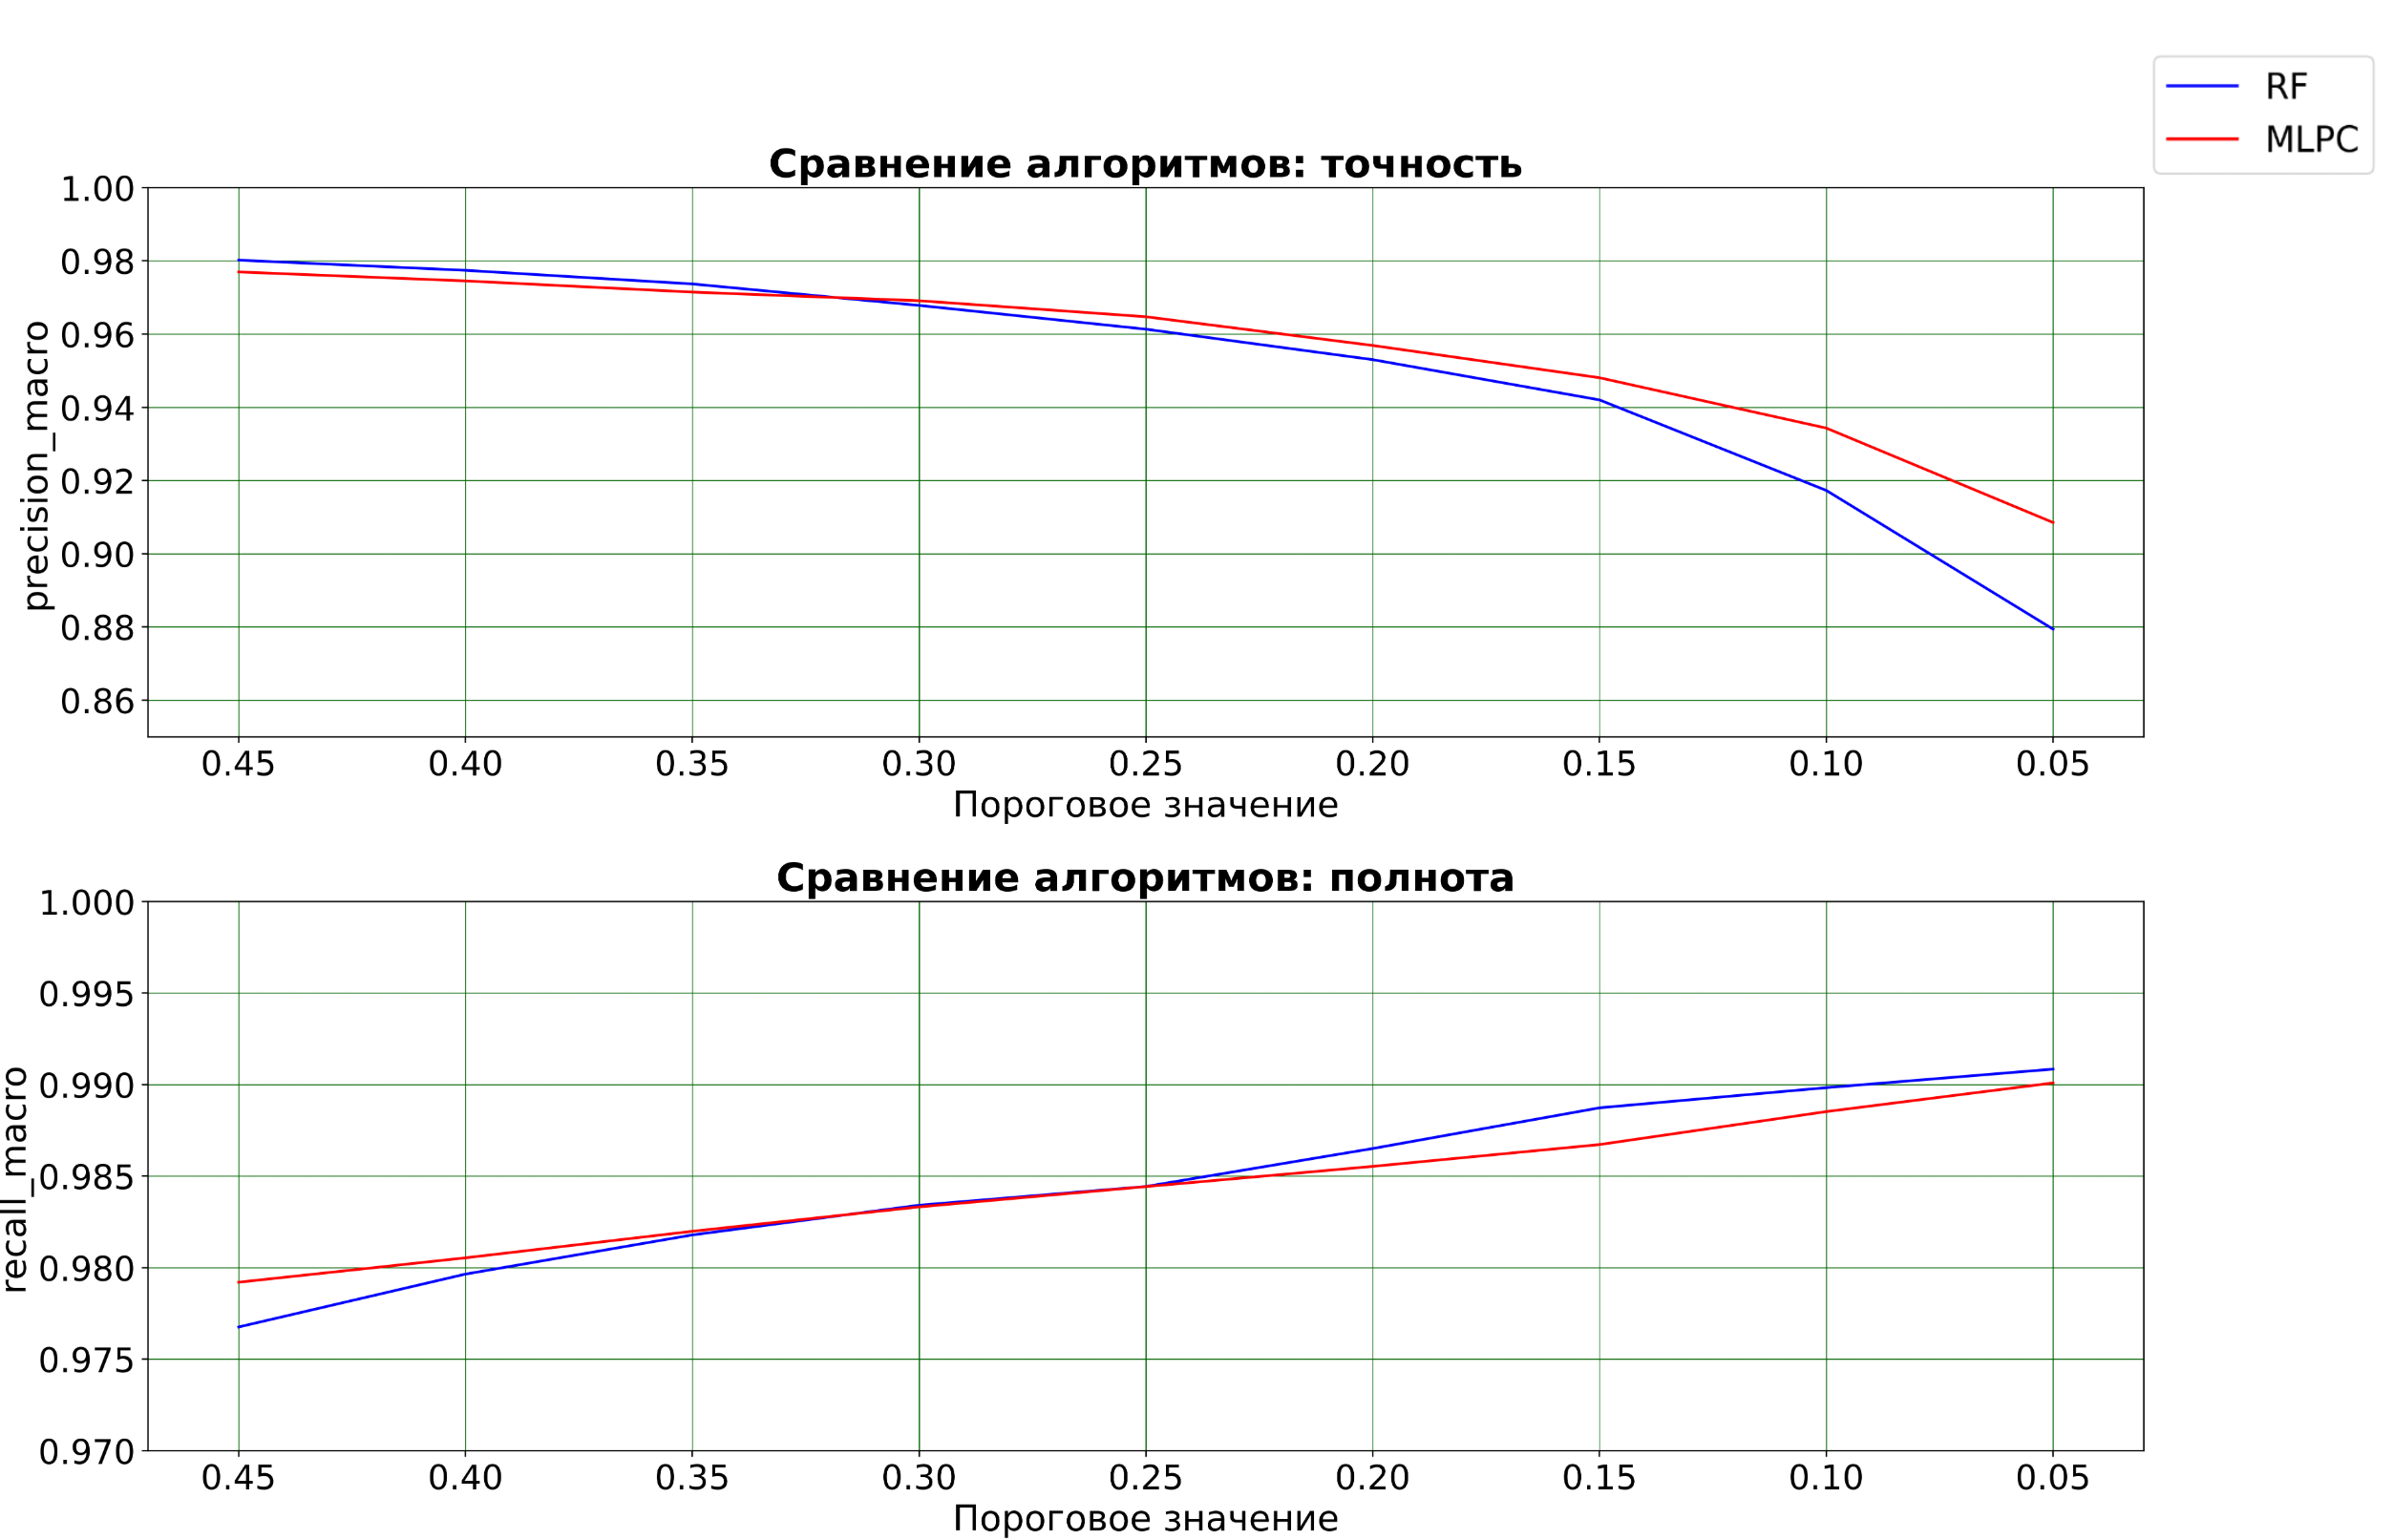 RF
MLPC
Сравнение алгоритмов: точность
precision_macro
1.00
0.98
0.96
0.94
0.92
0.90
0.88
0.86
0.45 0.40 0.35 0.30 0.25 0.20 0.15 0.10 0.05
Пороговое значение
Сравнение алгоритмов: полнота
recall_macro
1.000
0.995
0.990
0.985
0.980
0.975
0.970
0.45 0.40 0.35 0.30 0.25 0.20 0.15 0.10 0.05
Пороговое значение